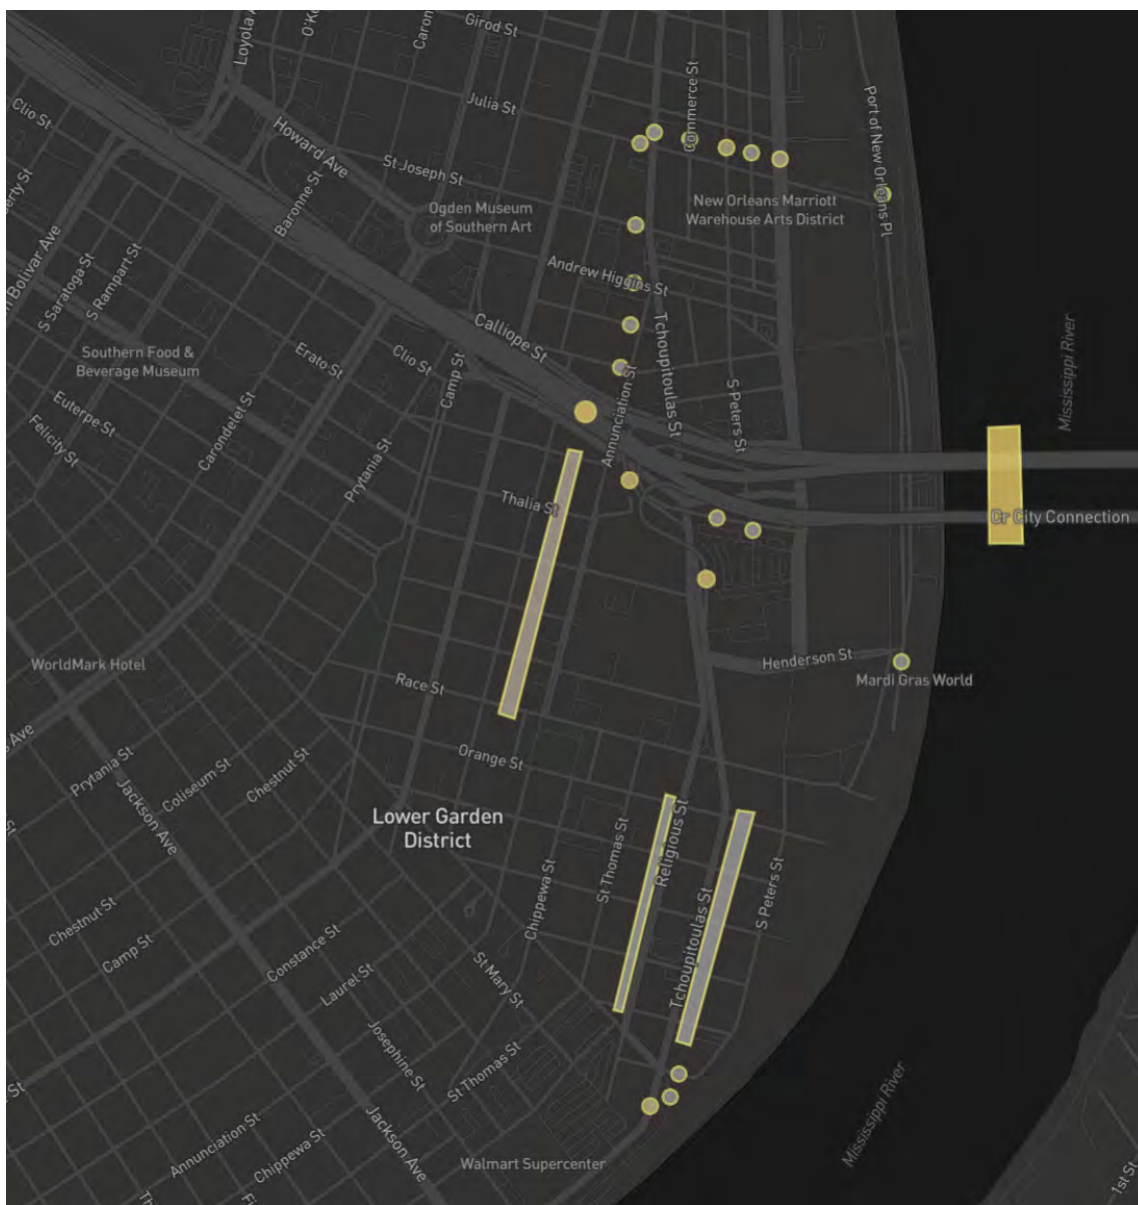 Girod St
Loyola
Caron
Julia St
Commerce St
Port of New Orleans Pl
Clio St
Howard Ave
St Joseph St
Baronne St
Ogden Museum
of Southern Art
New Orleans Marriott
Warehouse Arts District
Bolivar Ave
S Saratoga St
S Rampart St
Andrew Higgins St
Calliope St
Tchoupitoulas St
Mississippi River
Southern Food &
Beverage Museum
Erato St
Clio St
Camp St
Annunciation St
S Peters St
Euterpe St
Felicity St
Carondelet St
Prytania St
Thalia St
Cr City Connection
WorldMark Hotel
Henderson St
Race St
Mardi Gras World
Prytania St
Coliseum St
Chestnut St
Orange St
Jackson Ave
Lower Garden
District
St Thomas St
Religious St
Chippewa St
S Peters St
Tchoupitoulas St
Chestnut St
Camp St
Constance St
Laurel St
St Mary St
Josephine St
St Thomas St
Mississippi River
Annunciation St
Chippewa St
Jackson Ave
Walmart Supercenter
1st St